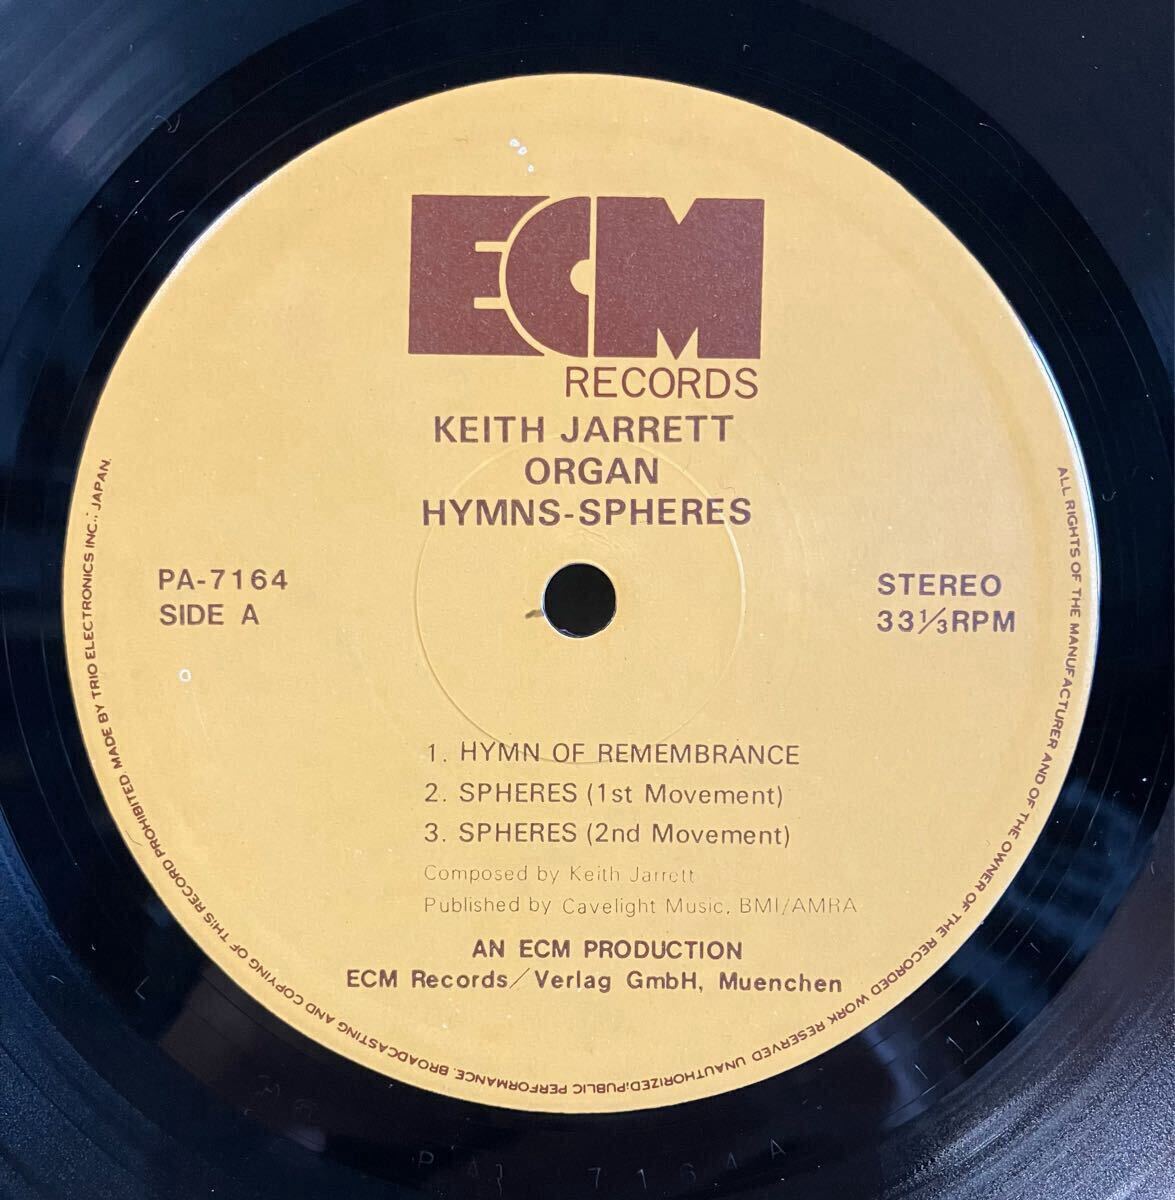 ECM
RECORDS
KEITH JARRETT
ORGAN
HYMNS-SPHERES
PA-7164
SIDE A
STEREO
33⅓RPM
1. HYMN OF REMEMBRANCE
2. SPHERES (1st Movement)
3. SPHERES (2nd Movement)
Composed by Keith Jarrett
Published by Cavelight Music, BMI/AMRA
AN ECM PRODUCTION
ECM Records/Verlag GmbH, Muenchen
ALL RIGHTS OF THE MANUFACTURER AND OF THE OWNER OF THE RECORDED WORK RESERVED UNAUTHORIZED;PUBLIC PERFORMANCE. BROADCASTING AND COPYING OF THIS RECORD PROHIBITED. MADE BY TRIO ELECTRONICS INC.; JAPAN.
7164A